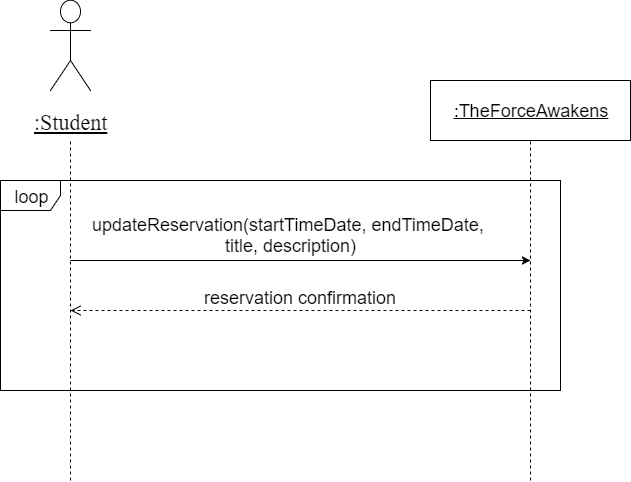 :Student
:TheForceAwakens
loop
updateReservation(startTimeDate, endTimeDate,
title, description)
reservation confirmation